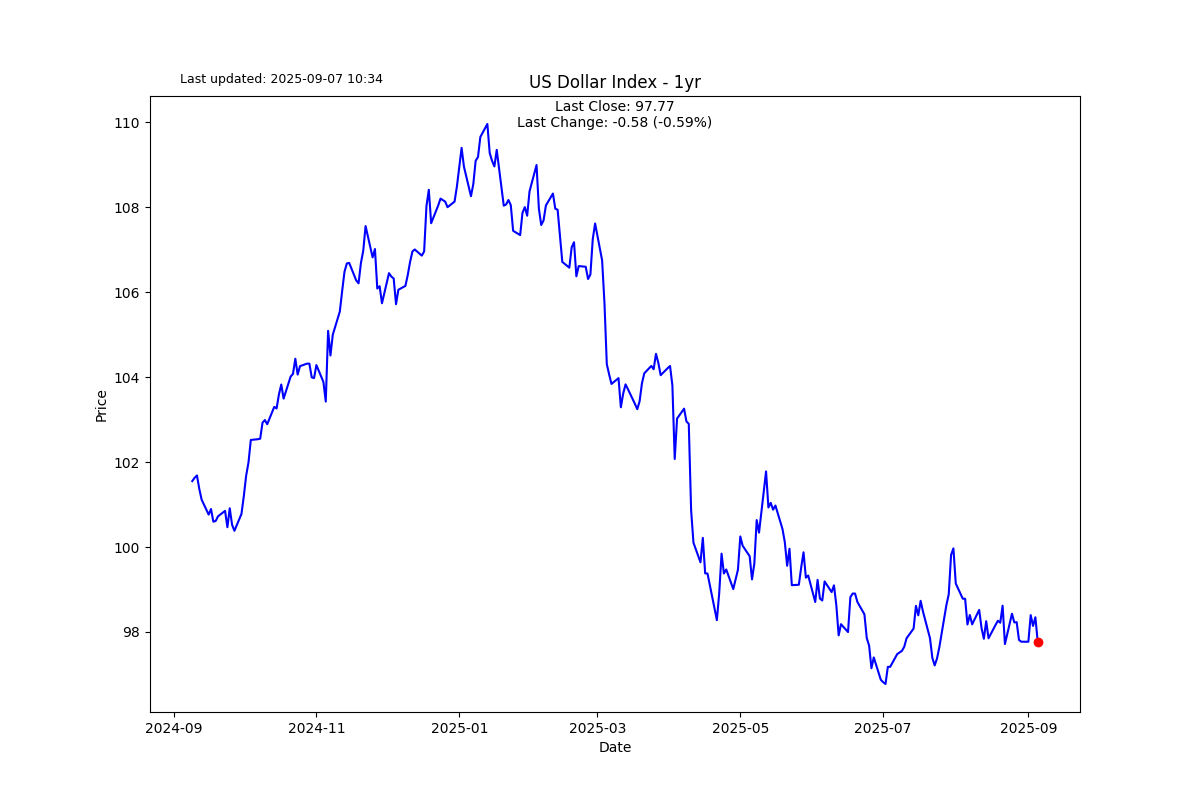 Last updated: 2025-09-07 10:34
US Dollar Index - 1yr
Last Close: 97.77
Last Change: -0.58 (-0.59%)
110
108
106
104
102
100
98
Price
2024-09
2024-11
2025-01
2025-03
2025-05
2025-07
2025-09
Date